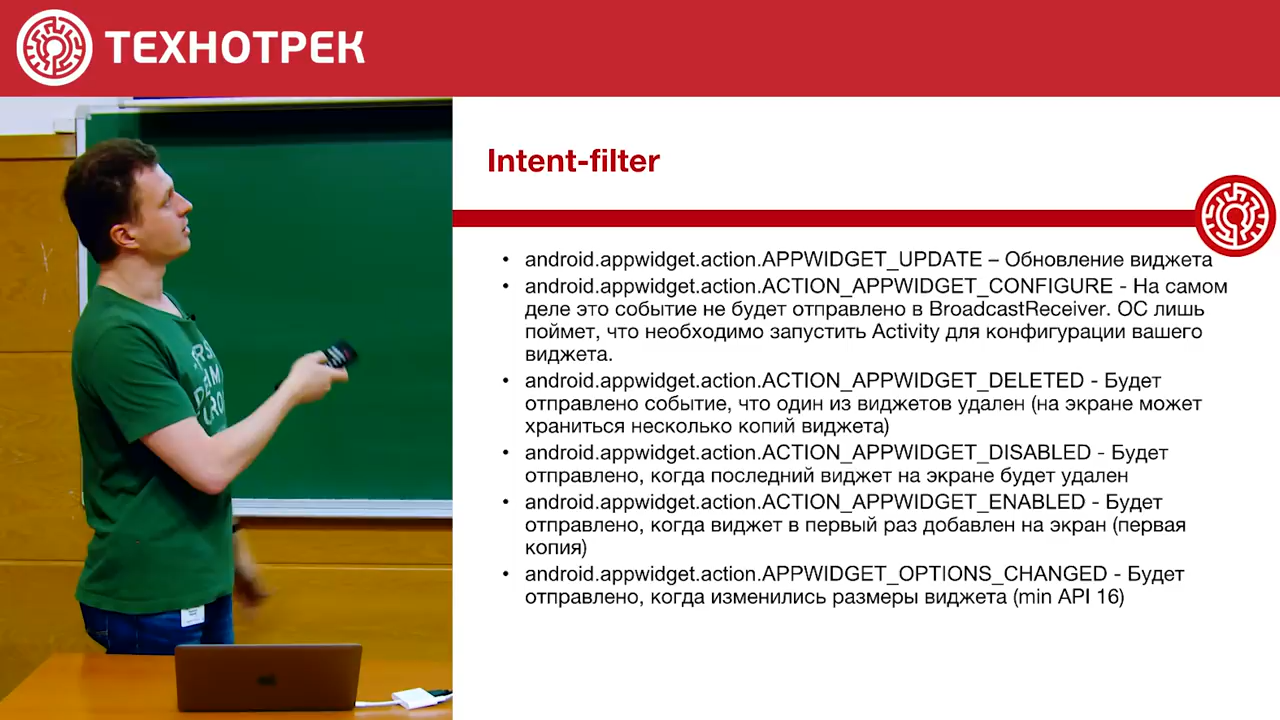 ТЕХНОТРЕК
Intent-filter
• android.appwidget.action.APPWIDGET_UPDATE – Обновление виджета
• android.appwidget.action.ACTION_APPWIDGET_CONFIGURE - На самом
деле это событие не будет отправлено в BroadcastReceiver. ОС лишь
поймет, что необходимо запустить Activity для конфигурации вашего
виджета.
• android.appwidget.action.ACTION_APPWIDGET_DELETED - Будет
отправлено событие, что один из виджетов удален (на экране может
храниться несколько копий виджета)
• android.appwidget.action.ACTION_APPWIDGET_DISABLED - Будет
отправлено, когда последний виджет на экране будет удален
• android.appwidget.action.ACTION_APPWIDGET_ENABLED - Будет
отправлено, когда виджет в первый раз добавлен на экран (первая
копия)
• android.appwidget.action.APPWIDGET_OPTIONS_CHANGED - Будет
отправлено, когда изменились размеры виджета (min API 16)